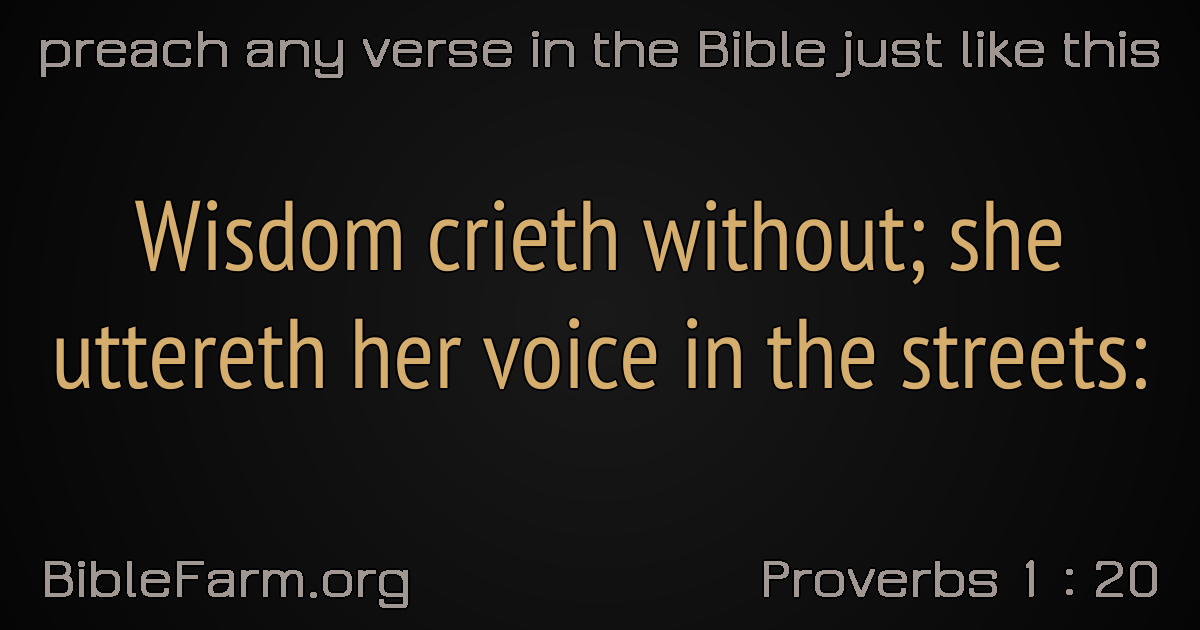 preach any verse in the Bible just like this
Wisdom crieth without; she
uttereth her voice in the streets:
BibleFarm.org
Proverbs 1 : 20